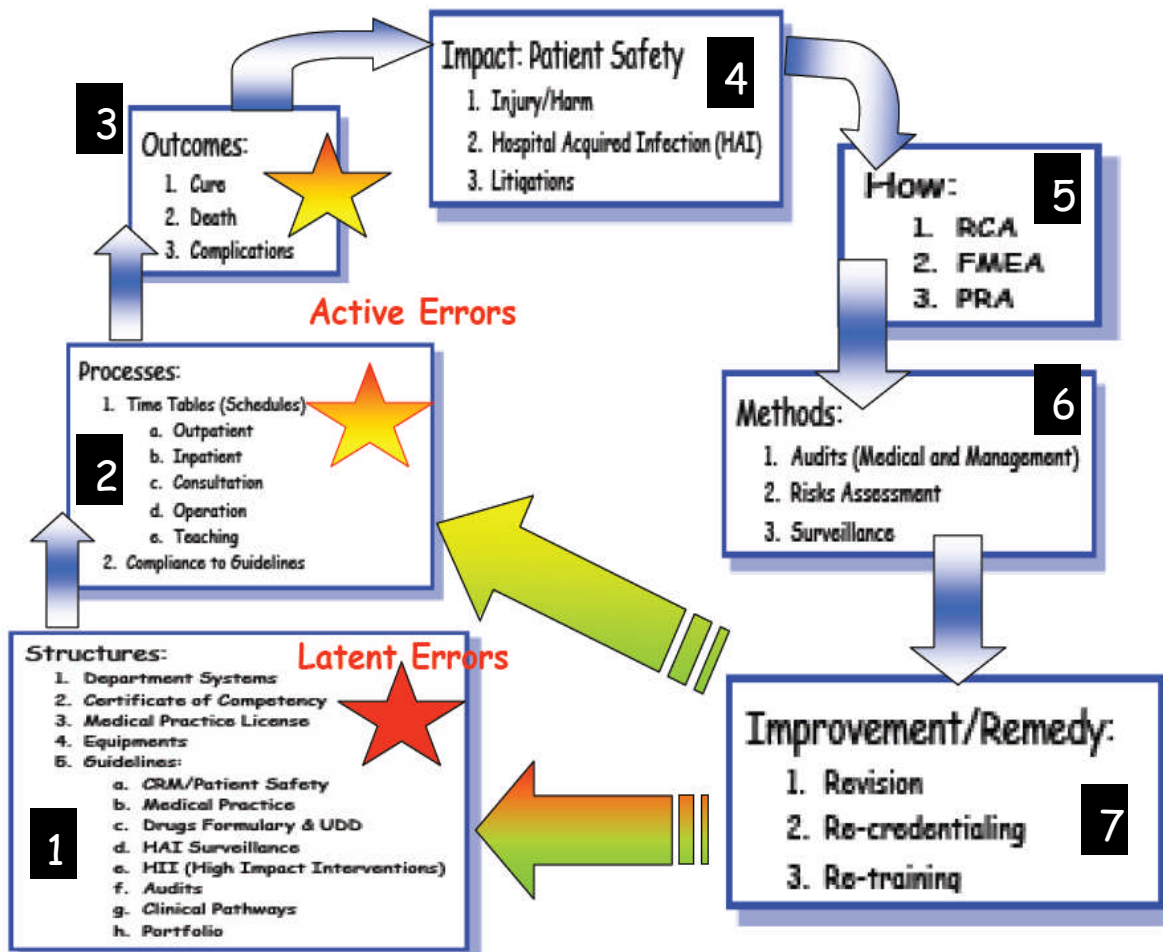 1
Structures:
1. Department Systems
2. Certificate of Competency
3. Medical Practice License
4. Equipments
5. Guidelines:
a. CRM/Patient Safety
b. Medical Practice
c. Drugs Formulary & UDD
d. HAI Surveillance
e. HII (High Impact Interventions)
f. Audits
g. Clinical Pathways
h. Portfolio
Latent Errors
2
Processes:
1. Time Tables (Schedules)
a. Outpatient
b. Inpatient
c. Consultation
d. Operation
e. Teaching
2. Compliance to Guidelines
Active Errors
3
Outcomes:
1. Cure
2. Death
3. Complications
4
Impact: Patient Safety
1. Injury/Harm
2. Hospital Acquired Infection (HAI)
3. Litigations
5
How:
1. RCA
2. FMEA
3. PRA
6
Methods:
1. Audits (Medical and Management)
2. Risks Assessment
3. Surveillance
7
Improvement/Remedy:
1. Revision
2. Re-credentialing
3. Re-training